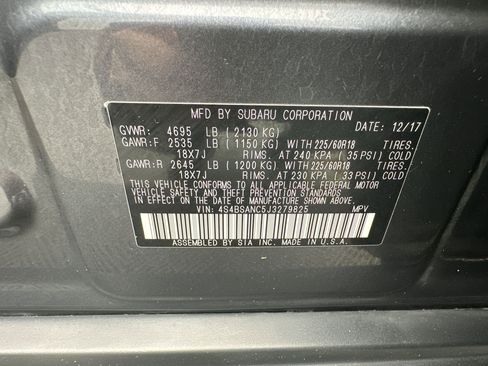 MFD BY SUBARU CORPORATION
GVWR: 4695 LB (2130 KG) DATE: 12/17
GAWR:F 2535 LB (1150 KG) WITH 225/60R18 TIRES.
18X7J RIMS. AT 240 KPA (35 PSI) COLD
GAWR:R 2645 LB (1200 KG) WITH 225/60R18 TIRES.
18X7J RIMS. AT 230 KPA (33 PSI) COLD
THIS VEHICLE CONFORMS TO ALL APPLICABLE FEDERAL MOTOR
VEHICLE SAFETY AND THEFT PREVENTION STANDARDS IN EFFECT
ON THE DATE OF MANUFACTURE SHOWN ABOVE.
VIN: 4S4BSANC5J3279825 MPV
ASSEMBLED BY SIA INC. MADE IN U.S.A.